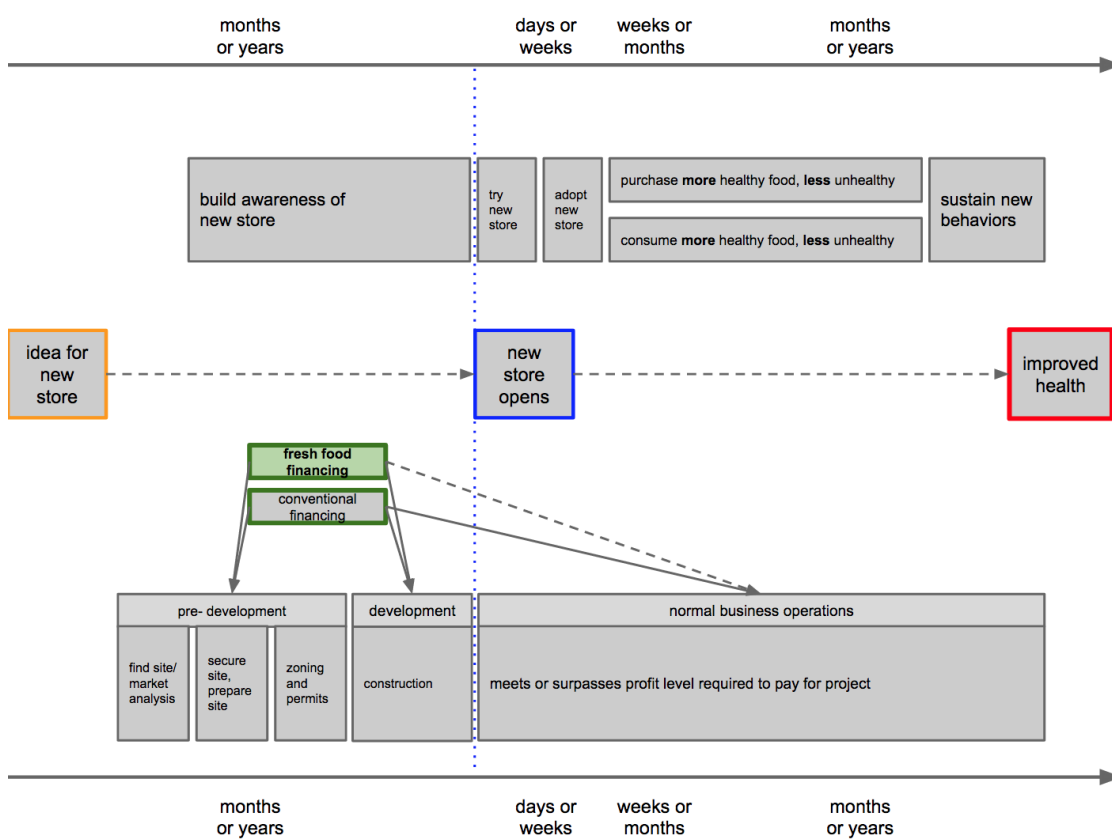 months
or years
days or
weeks
weeks or
months
months
or years
build awareness of
new store
try
new
store
adopt
new
store
purchase more healthy food, less unhealthy
consume more healthy food, less unhealthy
sustain new
behaviors
idea for
new
store
new
store
opens
improved
health
fresh food
financing
conventional
financing
pre- development
development
normal business operations
find site/
market
analysis
secure
site,
prepare
site
zoning
and
permits
construction
meets or surpasses profit level required to pay for project
months
or years
days or
weeks
weeks or
months
months
or years